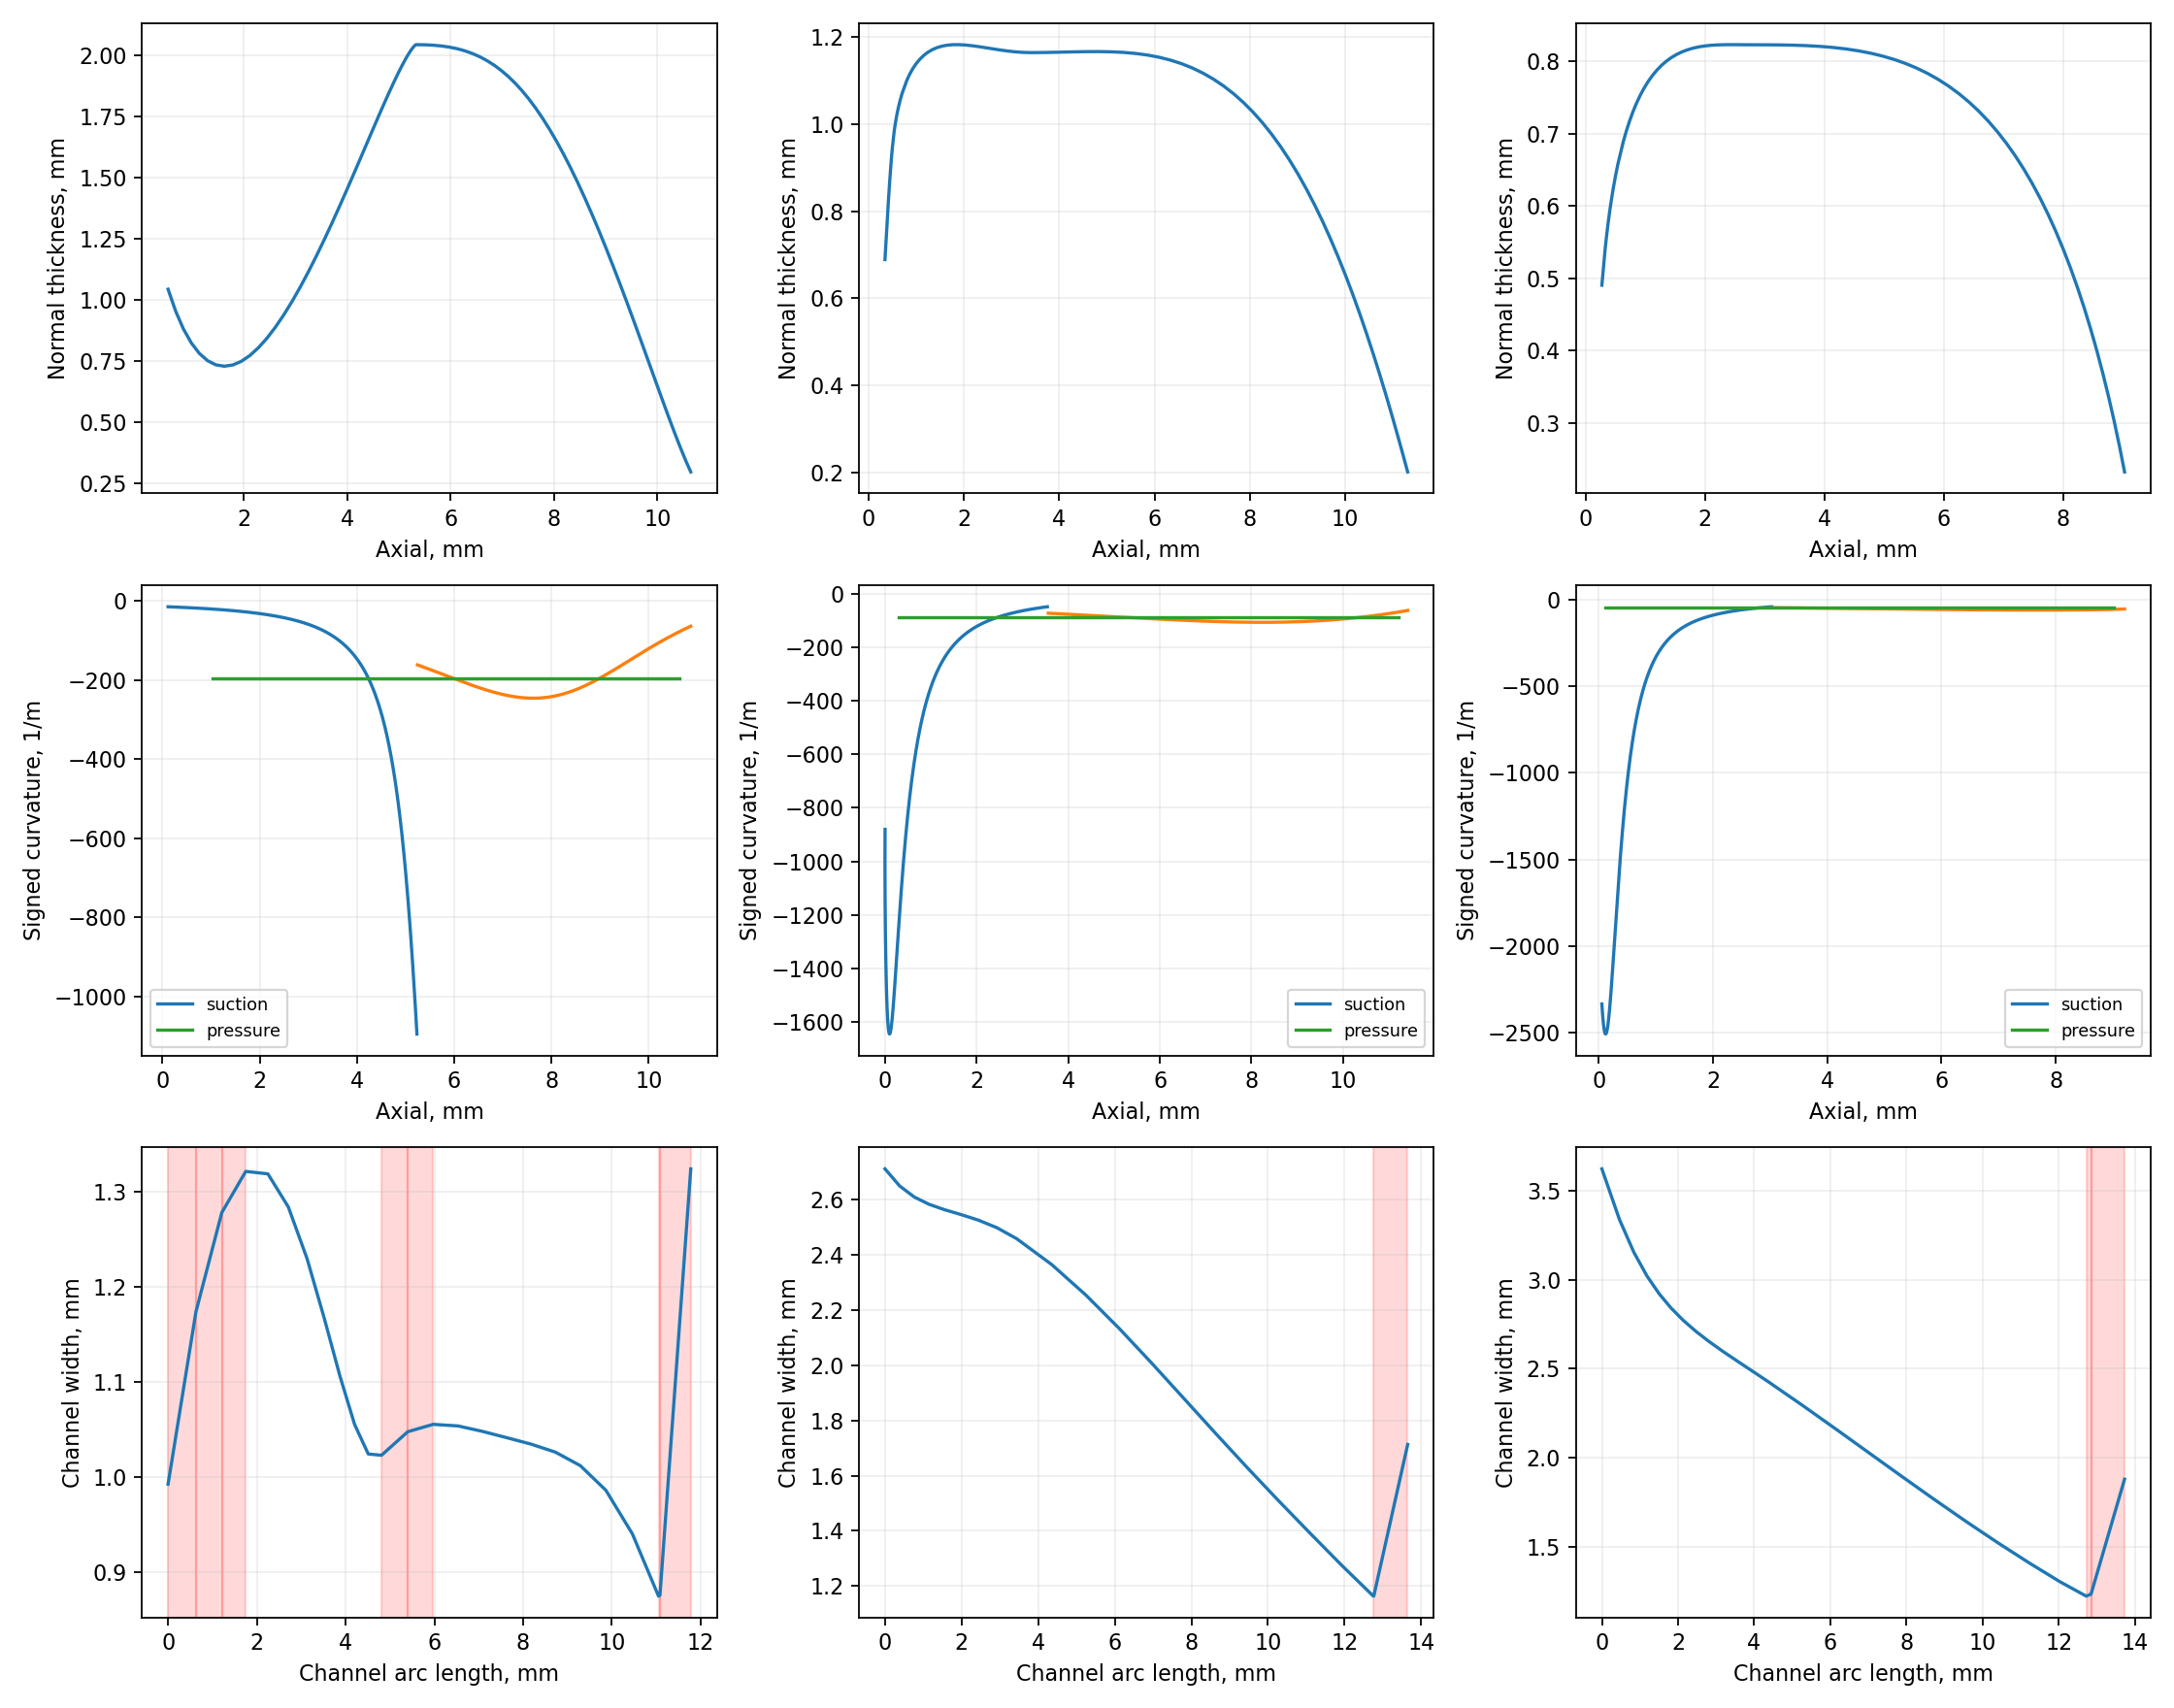 2.00
1.75
1.50
1.25
1.00
0.75
0.50
0.25
Normal thickness, mm
2 4 6 8 10
Axial, mm
1.2
1.0
0.8
0.6
0.4
0.2
Normal thickness, mm
0 2 4 6 8 10
Axial, mm
0.8
0.7
0.6
0.5
0.4
0.3
Normal thickness, mm
0 2 4 6 8
Axial, mm
0
−200
−400
−600
−800
−1000
Signed curvature, 1/m
suction
pressure
0 2 4 6 8 10
Axial, mm
0
−200
−400
−600
−800
−1000
−1200
−1400
−1600
Signed curvature, 1/m
suction
pressure
0 2 4 6 8 10
Axial, mm
0
−500
−1000
−1500
−2000
−2500
Signed curvature, 1/m
suction
pressure
0 2 4 6 8
Axial, mm
1.3
1.2
1.1
1.0
0.9
Channel width, mm
0 2 4 6 8 10 12
Channel arc length, mm
2.6
2.4
2.2
2.0
1.8
1.6
1.4
1.2
Channel width, mm
0 2 4 6 8 10 12 14
Channel arc length, mm
3.5
3.0
2.5
2.0
1.5
Channel width, mm
0 2 4 6 8 10 12 14
Channel arc length, mm